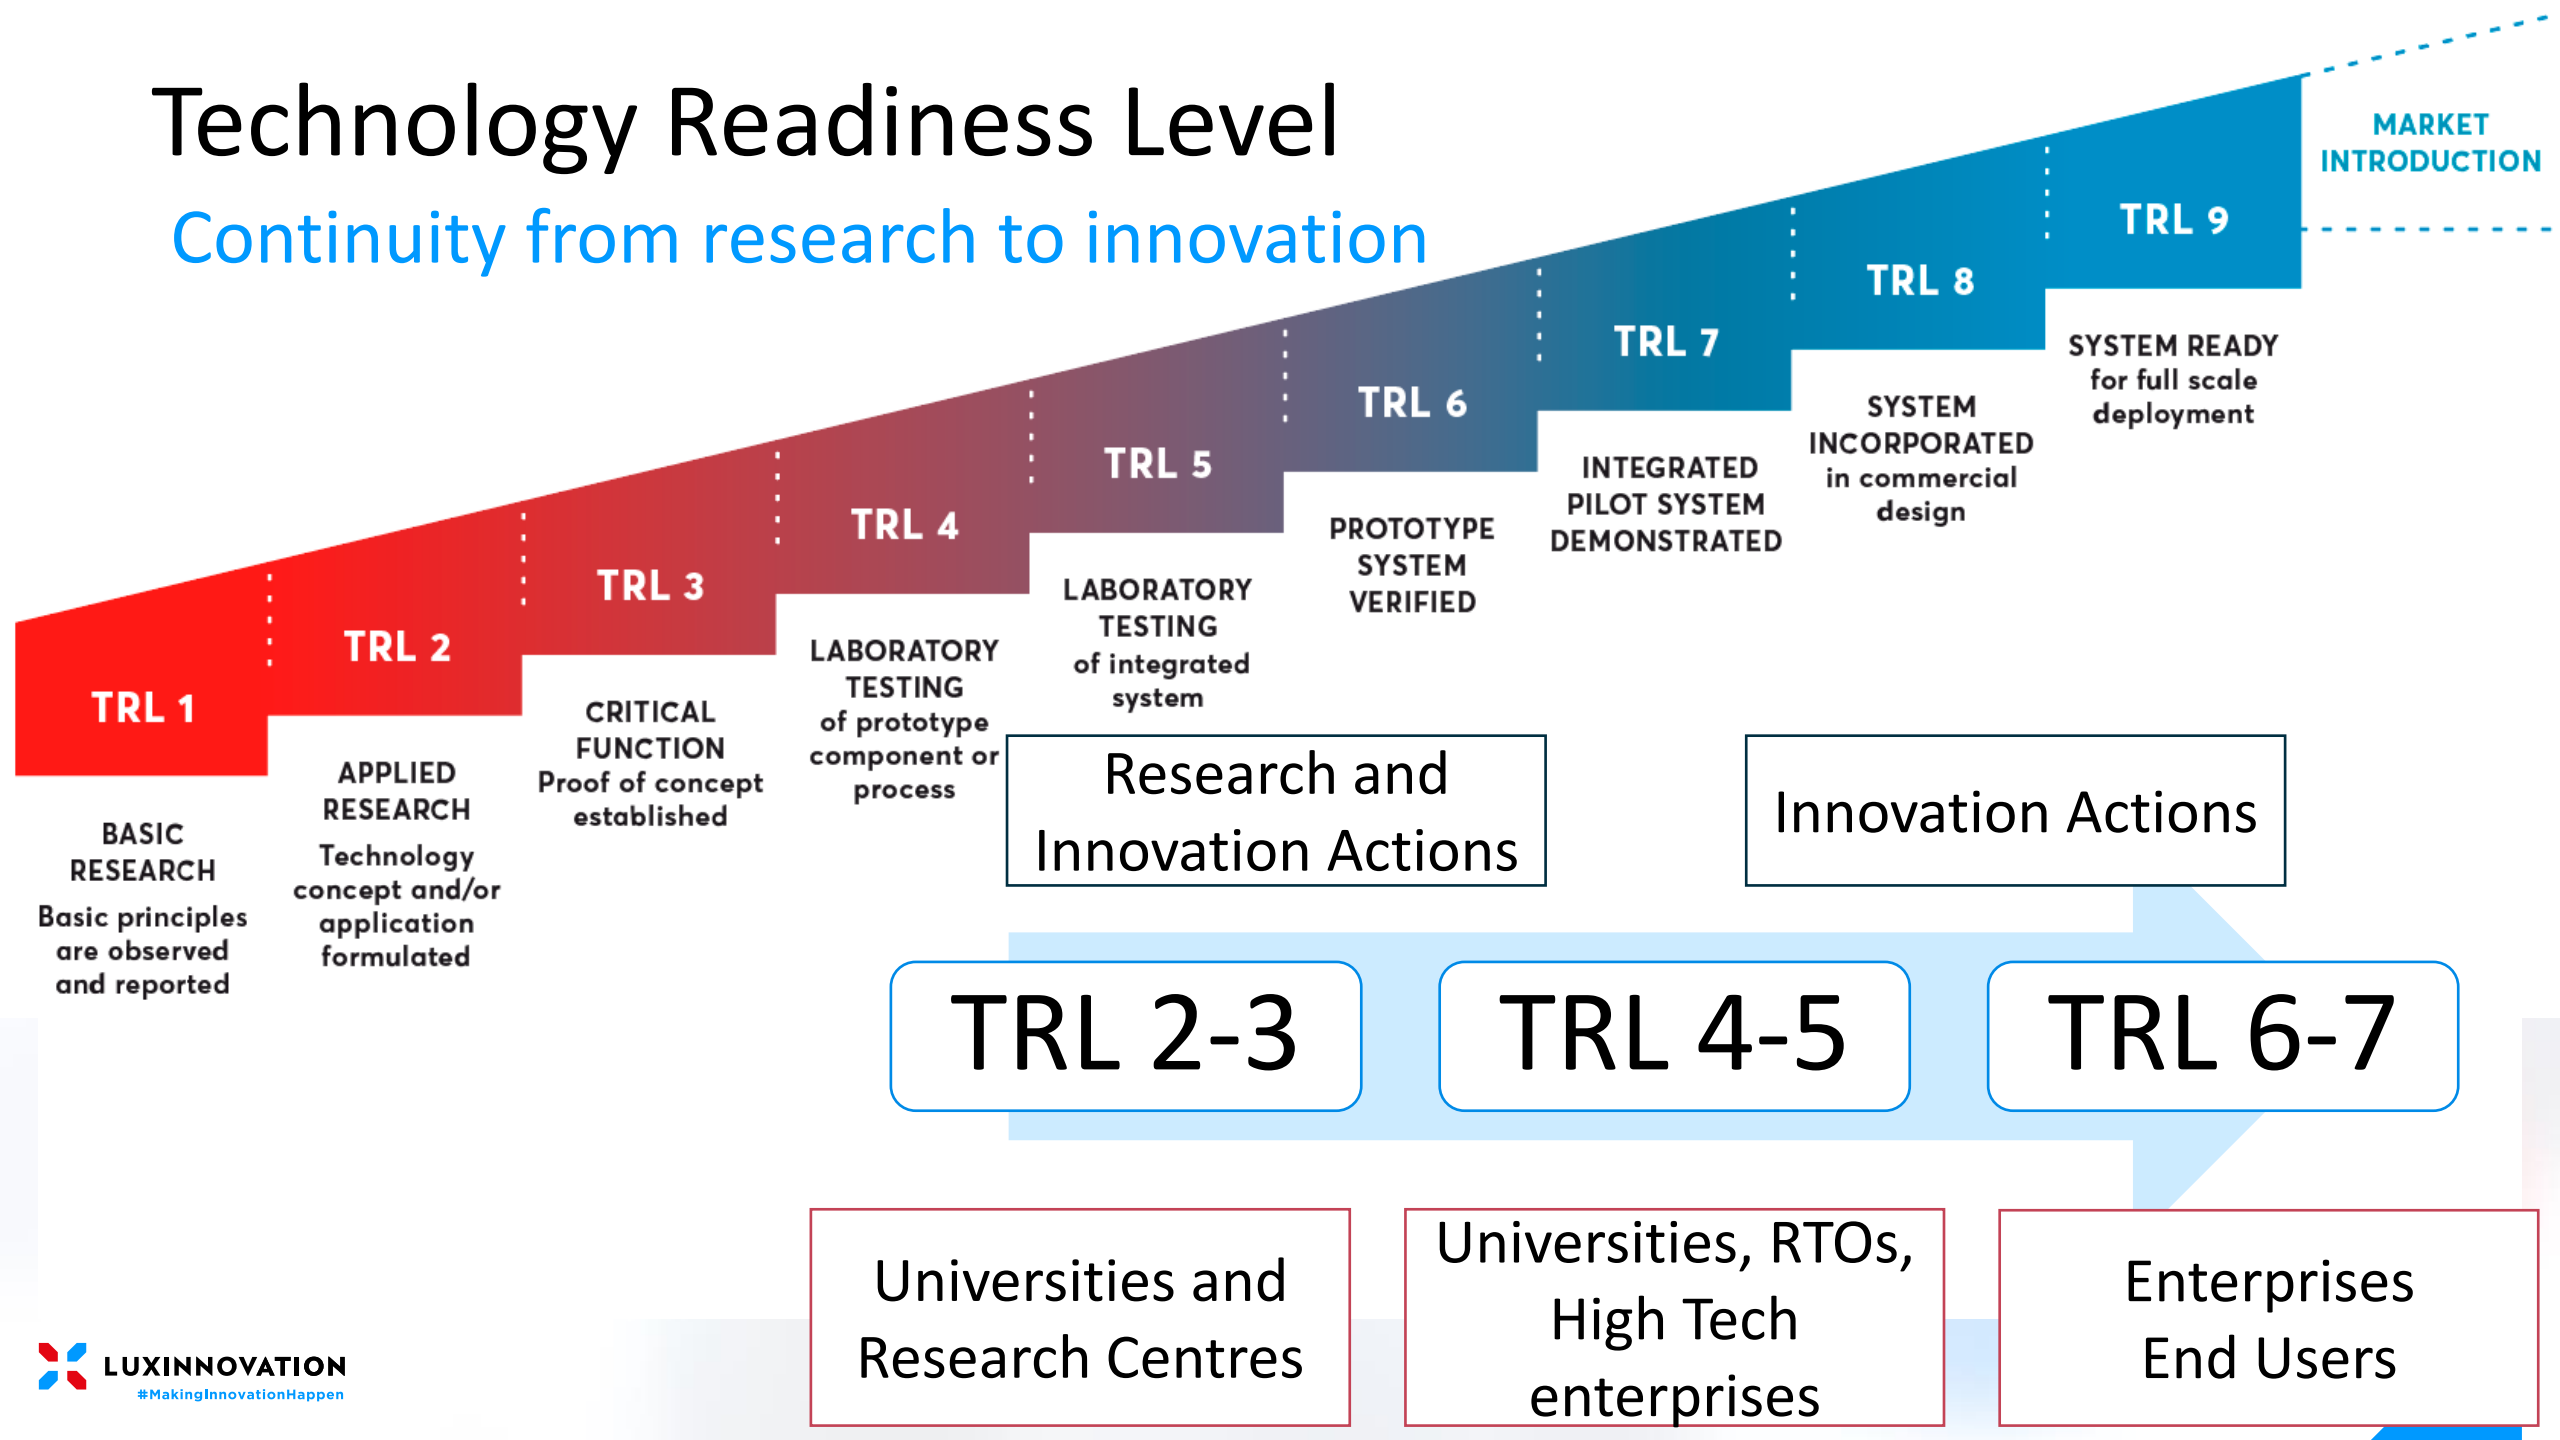 Technology Readiness Level
Continuity from research to innovation
TRL 1
BASIC
RESEARCH
Basic principles
are observed
and reported
TRL 2
APPLIED
RESEARCH
Technology
concept and/or
application
formulated
TRL 3
CRITICAL
FUNCTION
Proof of concept
established
TRL 4
LABORATORY
TESTING
of prototype
component or
process
TRL 5
LABORATORY
TESTING
of integrated
system
TRL 6
PROTOTYPE
SYSTEM
VERIFIED
TRL 7
INTEGRATED
PILOT SYSTEM
DEMONSTRATED
TRL 8
SYSTEM
INCORPORATED
in commercial
design
TRL 9
SYSTEM READY
for full scale
deployment
MARKET
INTRODUCTION
Research and
Innovation Actions
Innovation Actions
TRL 2-3
TRL 4-5
TRL 6-7
Universities and
Research Centres
Universities, RTOs,
High Tech
enterprises
Enterprises
End Users
LUXINNOVATION
#MakingInnovationHappen